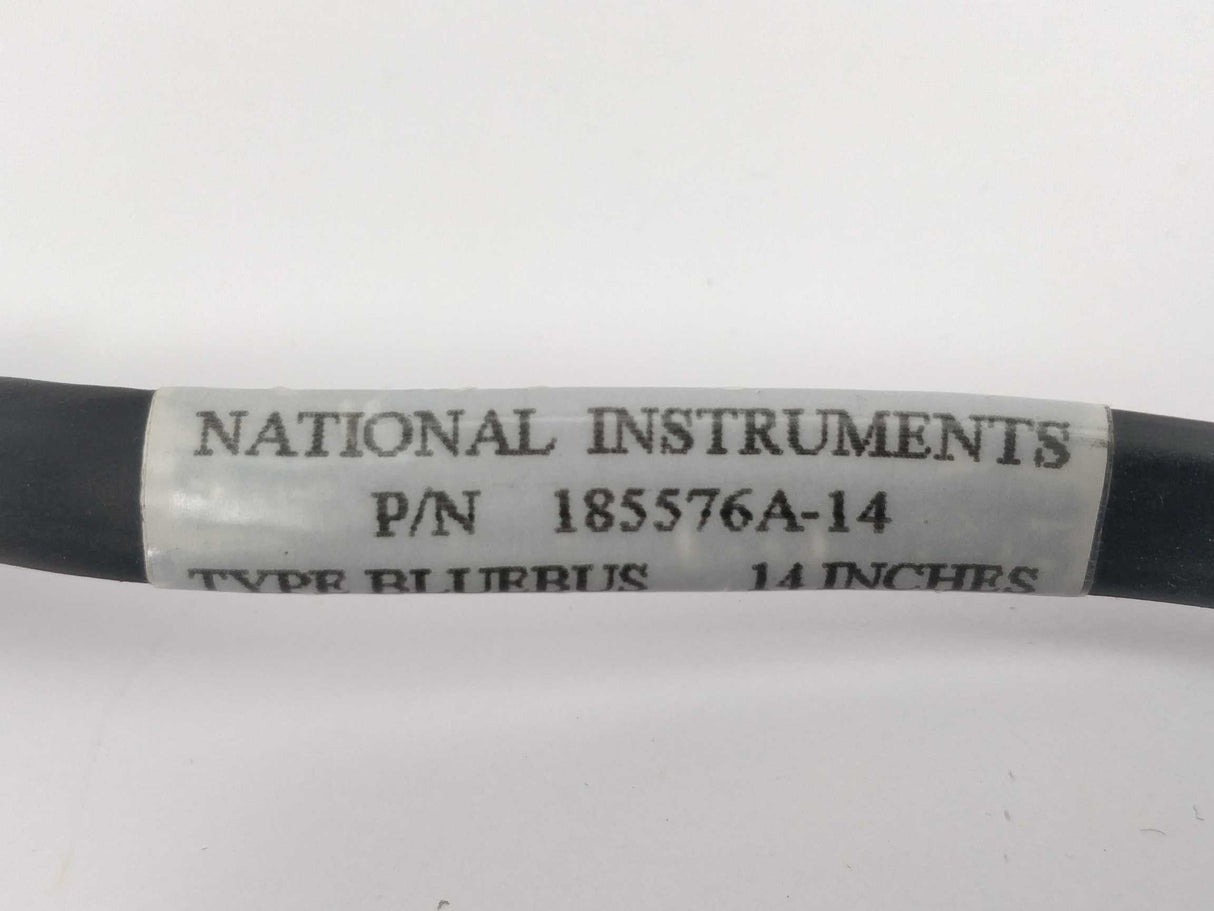 NATIONAL INSTRUMENTS
P/N 185576A-14
TYPE BLUEBUS 14 INCHES